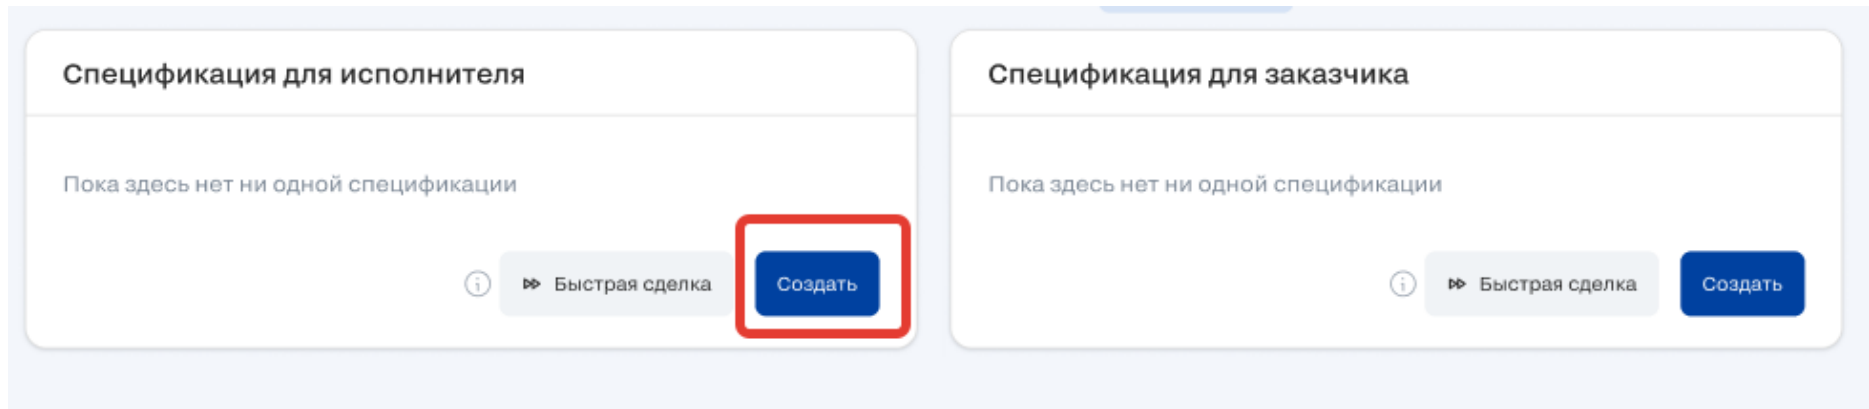 Спецификация для исполнителя
Пока здесь нет ни одной спецификации
Быстрая сделка
Создать
Спецификация для заказчика
Пока здесь нет ни одной спецификации
Быстрая сделка
Создать